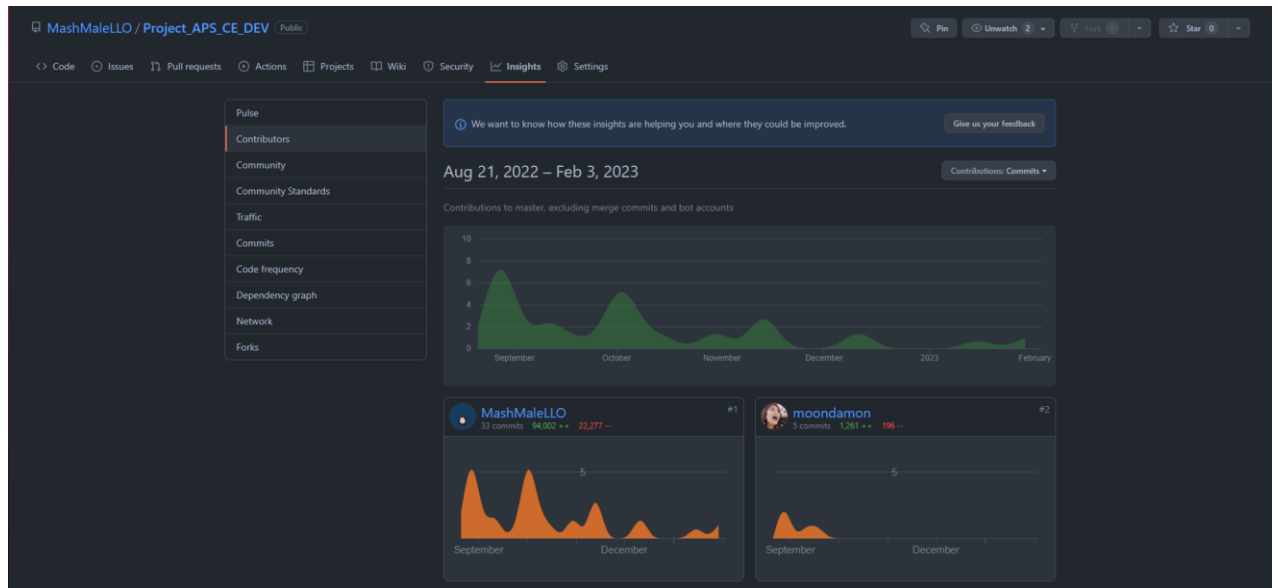 MashMaleLLO / Project_APS_CE_DEV Public
Pin Unwatch 2 Fork Star 0
Code Issues Pull requests Actions Projects Wiki Security Insights Settings
Pulse
Contributors
Community
Community Standards
Traffic
Commits
Code frequency
Dependency graph
Network
Forks
We want to know how these insights are helping you and where they could be improved. Give us your feedback
Aug 21, 2022 – Feb 3, 2023 Contributions: Commits
Contributions to master, excluding merge commits and bot accounts
10
8
6
4
2
0
September October November December 2023 February
MashMaleLLO #1
33 commits 94,002 ++ 22,277 --
5
September December
moondamon #2
5 commits 1,261 ++ 196 --
5
September December